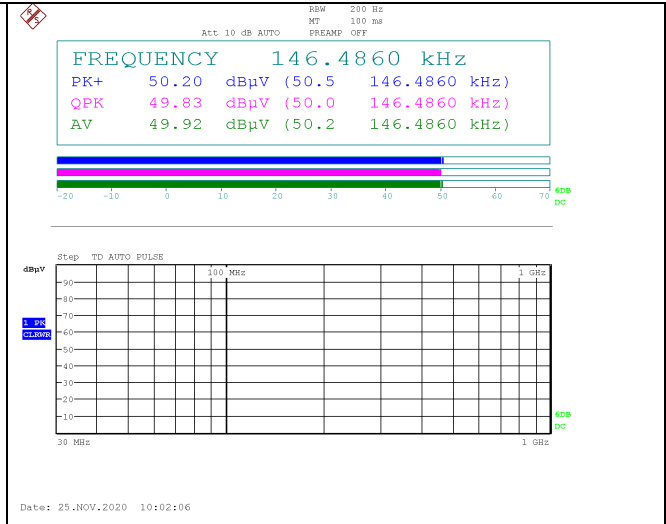 R S
RBW 200 Hz
MT 100 ms
Att 10 dB AUTO PREAMP OFF
FREQUENCY 146.4860 kHz
PK+ 50.20 dBµV (50.5 146.4860 kHz)
QPK 49.83 dBµV (50.0 146.4860 kHz)
AV 49.92 dBµV (50.2 146.4860 kHz)
-20 -10 0 10 20 30 40 50 60 70
6DB
DC
Step TD AUTO PULSE
dBµV
100 MHz 1 GHz
90
80
1 PK
70
CLRWR
60
50
40
30
20
10
6DB
DC
30 MHz 1 GHz
Date: 25.NOV.2020 10:02:06